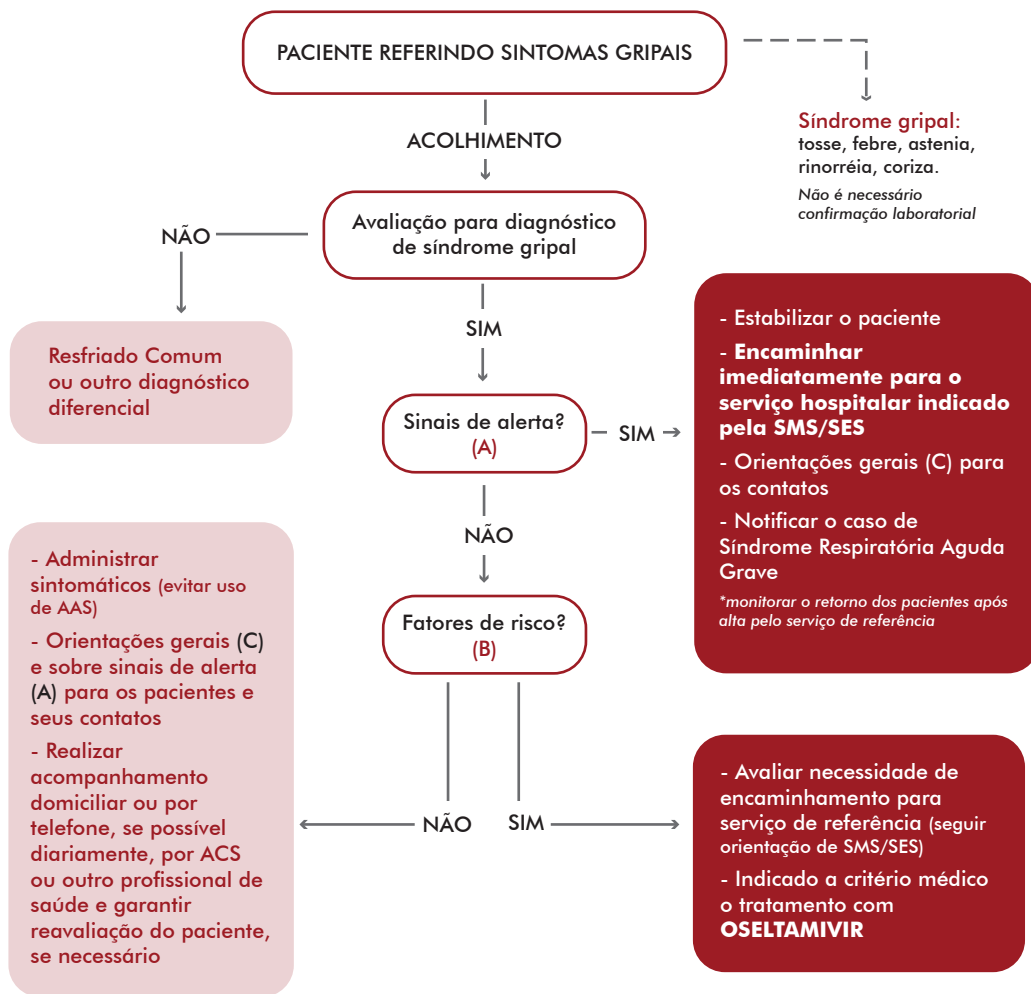 PACIENTE REFERINDO SINTOMAS GRIPAIS
Síndrome gripal:
tosse, febre, astenia,
rinorréia, coriza.
Não é necessário
confirmação laboratorial
ACOLHIMENTO
Avaliação para diagnóstico
de síndrome gripal
NÃO
Resfriado Comum
ou outro diagnóstico
diferencial
SIM
Sinais de alerta?
(A)
SIM
- Estabilizar o paciente
- Encaminhar
imediatamente para o
serviço hospitalar indicado
pela SMS/SES
- Orientações gerais (C) para
os contatos
- Notificar o caso de
Síndrome Respiratória Aguda
Grave
*monitorar o retorno dos pacientes após
alta pelo serviço de referência
NÃO
Fatores de risco?
(B)
NÃO
- Administrar
sintomáticos (evitar uso
de AAS)
- Orientações gerais (C)
e sobre sinais de alerta
(A) para os pacientes e
seus contatos
- Realizar
acompanhamento
domiciliar ou por
telefone, se possível
diariamente, por ACS
ou outro profissional de
saúde e garantir
reavaliação do paciente,
se necessário
SIM
- Avaliar necessidade de
encaminhamento para
serviço de referência (seguir
orientação de SMS/SES)
- Indicado a critério médico
o tratamento com
OSELTAMIVIR